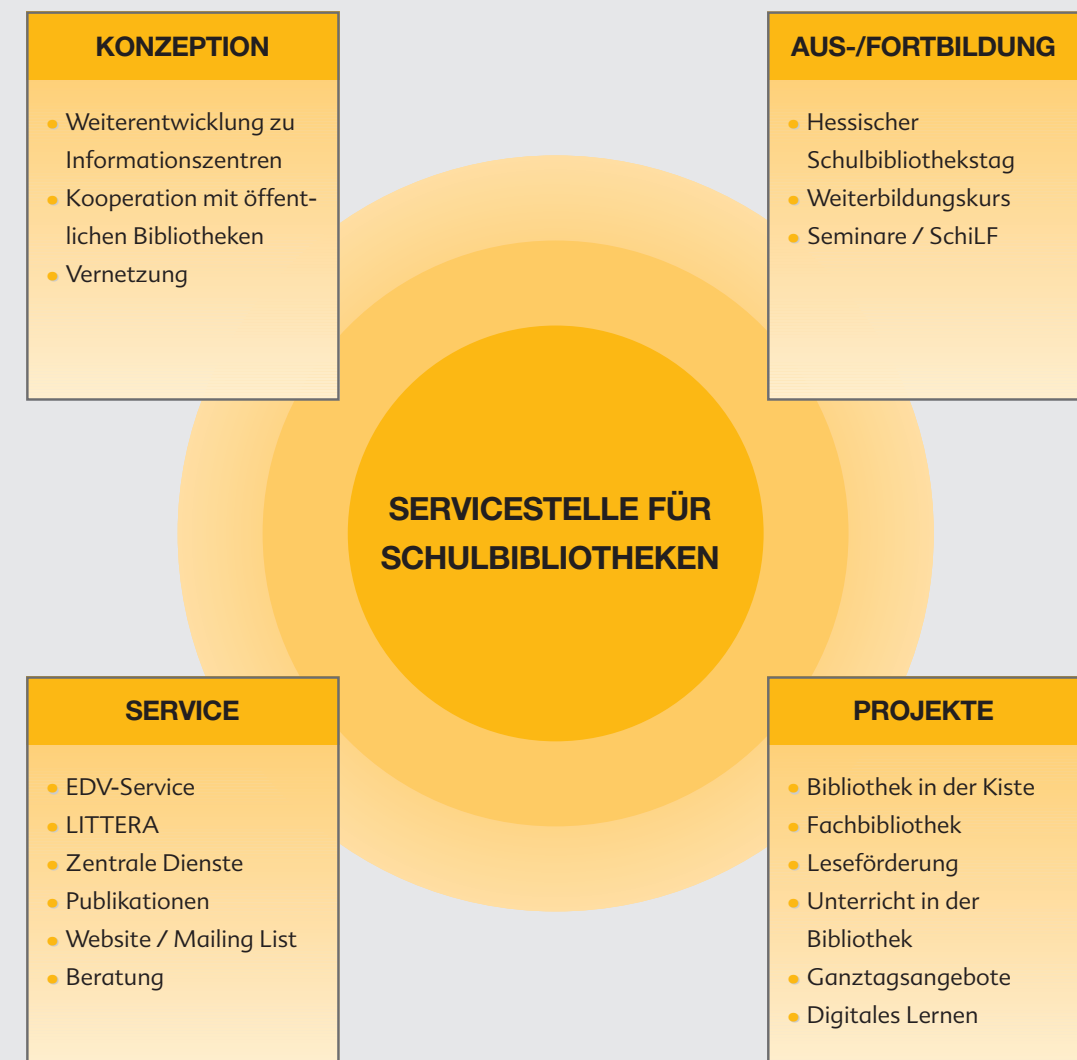 KONZEPTION
• Weiterentwicklung zu
Informationszentren
• Kooperation mit öffent-
lichen Bibliotheken
• Vernetzung
AUS-/FORTBILDUNG
• Hessischer
Schulbibliothekstag
• Weiterbildungskurs
• Seminare / SchiLF
SERVICESTELLE FÜR
SCHULBIBLIOTHEKEN
SERVICE
• EDV-Service
• LITTERA
• Zentrale Dienste
• Publikationen
• Website / Mailing List
• Beratung
PROJEKTE
• Bibliothek in der Kiste
• Fachbibliothek
• Leseförderung
• Unterricht in der
Bibliothek
• Ganztagsangebote
• Digitales Lernen